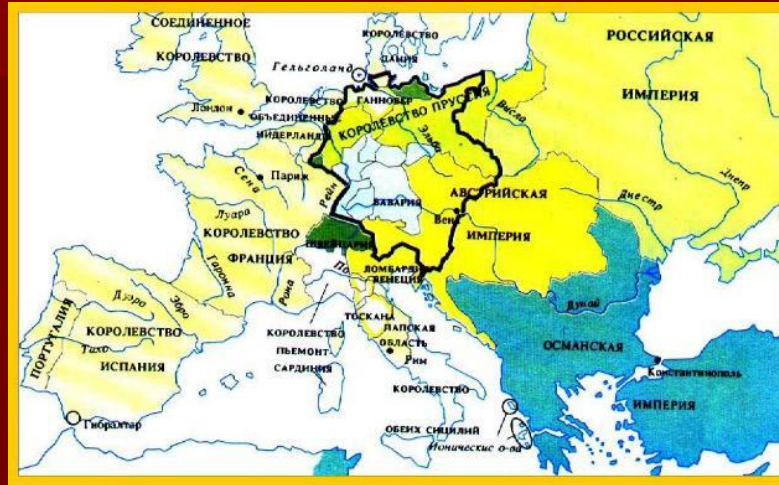 СОЕДИНЕННОЕ
КОРОЛЕВСТВО
Лондон
КОРОЛЕВСТВО
ДАНИЯ
Гельголанд
РОССИЙСКАЯ
ИМПЕРИЯ
КОРОЛЕВСТВО
ОБЪЕДИНЕННЫХ
НИДЕРЛАНДОВ
ГАННОВЕР
КОРОЛЕВСТВО ПРУССИЯ
Эльба
Висла
Днепр
Днестр
Сена
Париж
Рейн
Луара
КОРОЛЕВСТВО
ФРАНЦИЯ
Гаронна
Рона
БАВАРИЯ
Вена
АВСТРИЙСКАЯ
ИМПЕРИЯ
ШВЕЙЦАРИЯ
По
ЛОМБАРДО
ВЕНЕЦИЯ
ТОСКАНА
ПАПСКАЯ
ОБЛАСТЬ
Рим
КОРОЛЕВСТВО
ПЬЕМОНТ-
САРДИНИЯ
КОРОЛЕВСТВО
ОБЕИХ СИЦИЛИЙ
Ионические о-ва
Дунай
ОСМАНСКАЯ
ИМПЕРИЯ
Константинополь
ПОРТУГАЛИЯ
Дуэро
Эбро
Тахо
КОРОЛЕВСТВО
ИСПАНИЯ
Гибралтар